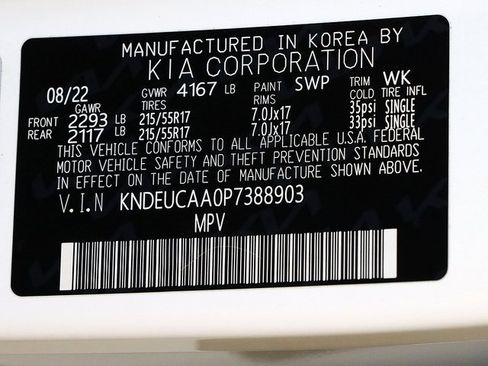 MANUFACTURED IN KOREA BY
KIA CORPORATION
08/22 GVWR 4167 LB PAINT SWP TRIM WK
GAWR TIRES RIMS COLD TIRE INFL
FRONT 2293 LB 215/55R17 7.0Jx17 35psi SINGLE
REAR 2117 LB 215/55R17 7.0Jx17 33psi SINGLE
THIS VEHICLE CONFORMS TO ALL APPLICABLE U.S.A. FEDERAL
MOTOR VEHICLE SAFETY AND THEFT PREVENTION STANDARDS
IN EFFECT ON THE DATE OF MANUFACTURE SHOWN ABOVE.
V.I.N KNDEUCAA0P7388903
MPV